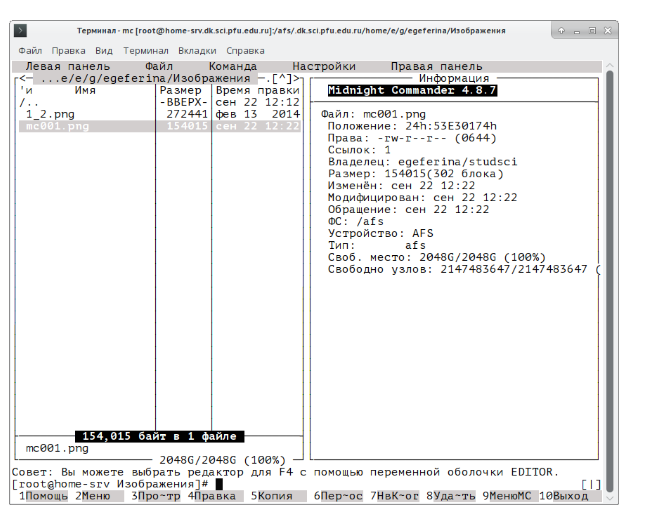 Терминал - mc [root@home-srv.dk.sci.pfu.edu.ru]:/afs/.dk.sci.pfu.edu.ru/home/e/g/egeferina/Изображения
Файл Правка Вид Терминал Вкладки Справка
Левая панель Файл Команда Настройки Правая панель
<— ...e/e/g/egeferina/Изображения —.[^]>
'и Имя Размер Время правки
/.. -ВВЕРХ- сен 22 12:12
1_2.png 272441 фев 13 2014
mc001.png 154015 сен 22 12:22
154,015 байт в 1 файле
mc001.png
2048G/2048G (100%)
Информация
Midnight Commander 4.8.7
Файл: mc001.png
Положение: 24h:53E30174h
Права: -rw-r--r-- (0644)
Ссылок: 1
Владелец: egeferina/studsci
Размер: 154015(302 блока)
Изменён: сен 22 12:22
Модифицирован: сен 22 12:22
Обращение: сен 22 12:22
ФС: /afs
Устройство: AFS
Тип: afs
Своб. место: 2048G/2048G (100%)
Свободно узлов: 2147483647/2147483647 (
Совет: Вы можете выбрать редактор для F4 с помощью переменной оболочки EDITOR.
[root@home-srv Изображения]# [|]
1Помощь 2Меню 3Про~тр 4Правка 5Копия 6Пер~ос 7НвК~ог 8Уда~ть 9МенюMC 10Выход